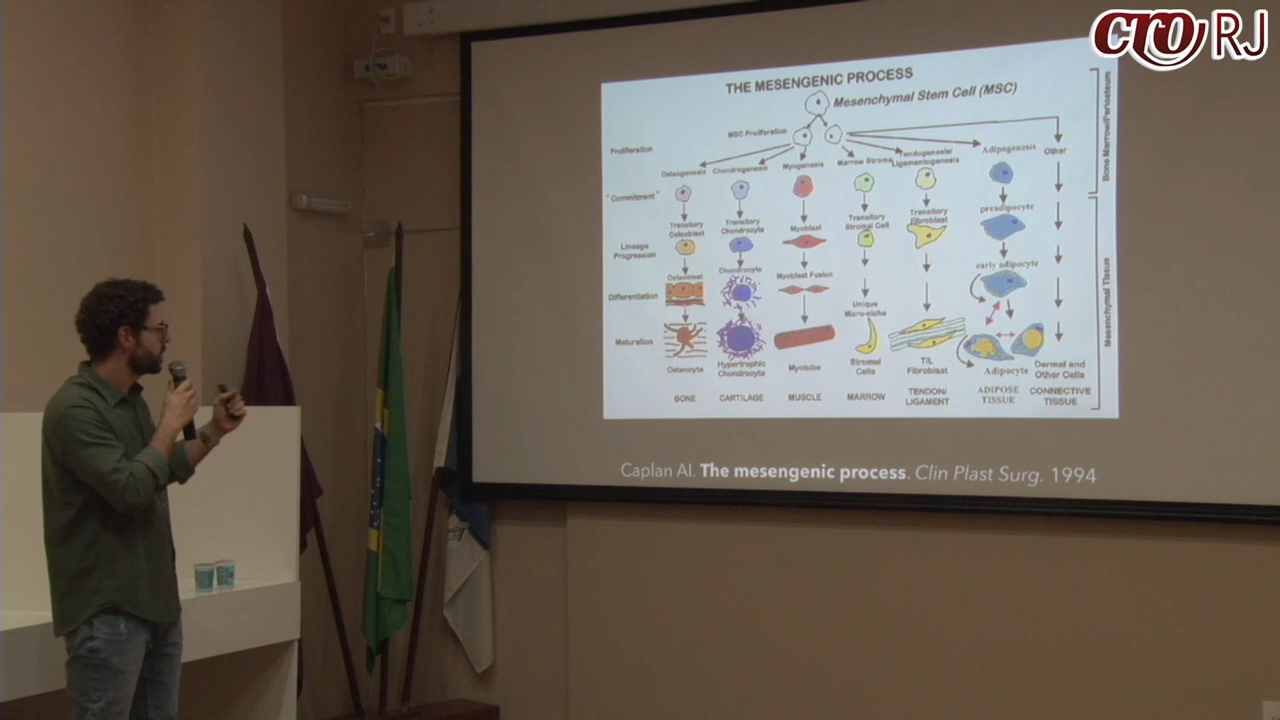 CRO RJ
THE MESENGENIC PROCESS
Mesenchymal Stem Cell (MSC)
MSC Proliferation
Proliferation
Osteogenesis
Chondrogenesis
Myogenesis
Marrow Stroma
Tendogenesis/
Ligamentogenesis
Adipogenesis
Other
Bone Marrow/Periosteum
"Commitment"
Transitory
Osteoblast
Transitory
Chondrocyte
Myoblast
Transitory
Stromal Cell
Transitory
Fibroblast
preadipocyte
Lineage
Progression
Osteoblast
Chondrocyte
Myoblast Fusion
early adipocyte
Differentiation
Unique
Micro-niche
Mesenchymal Tissue
Maturation
Osteocyte
Hypertrophic
Chondrocyte
Myotube
Stromal
Cells
T/L
Fibroblast
Adipocyte
Dermal and
Other Cells
BONE
CARTILAGE
MUSCLE
MARROW
TENDON/
LIGAMENT
ADIPOSE
TISSUE
CONNECTIVE
TISSUE
Caplan AI. The mesengenic process. Clin Plast Surg. 1994